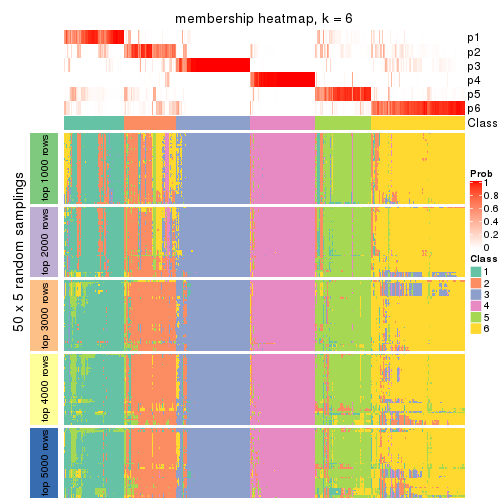 membership heatmap, k = 6
p1
p2
p3
p4
p5
p6
Class
50 x 5 random samplings
top 1000 rows
top 2000 rows
top 3000 rows
top 4000 rows
top 5000 rows
Prob
1
0.8
0.6
0.4
0.2
0
Class
1
2
3
4
5
6